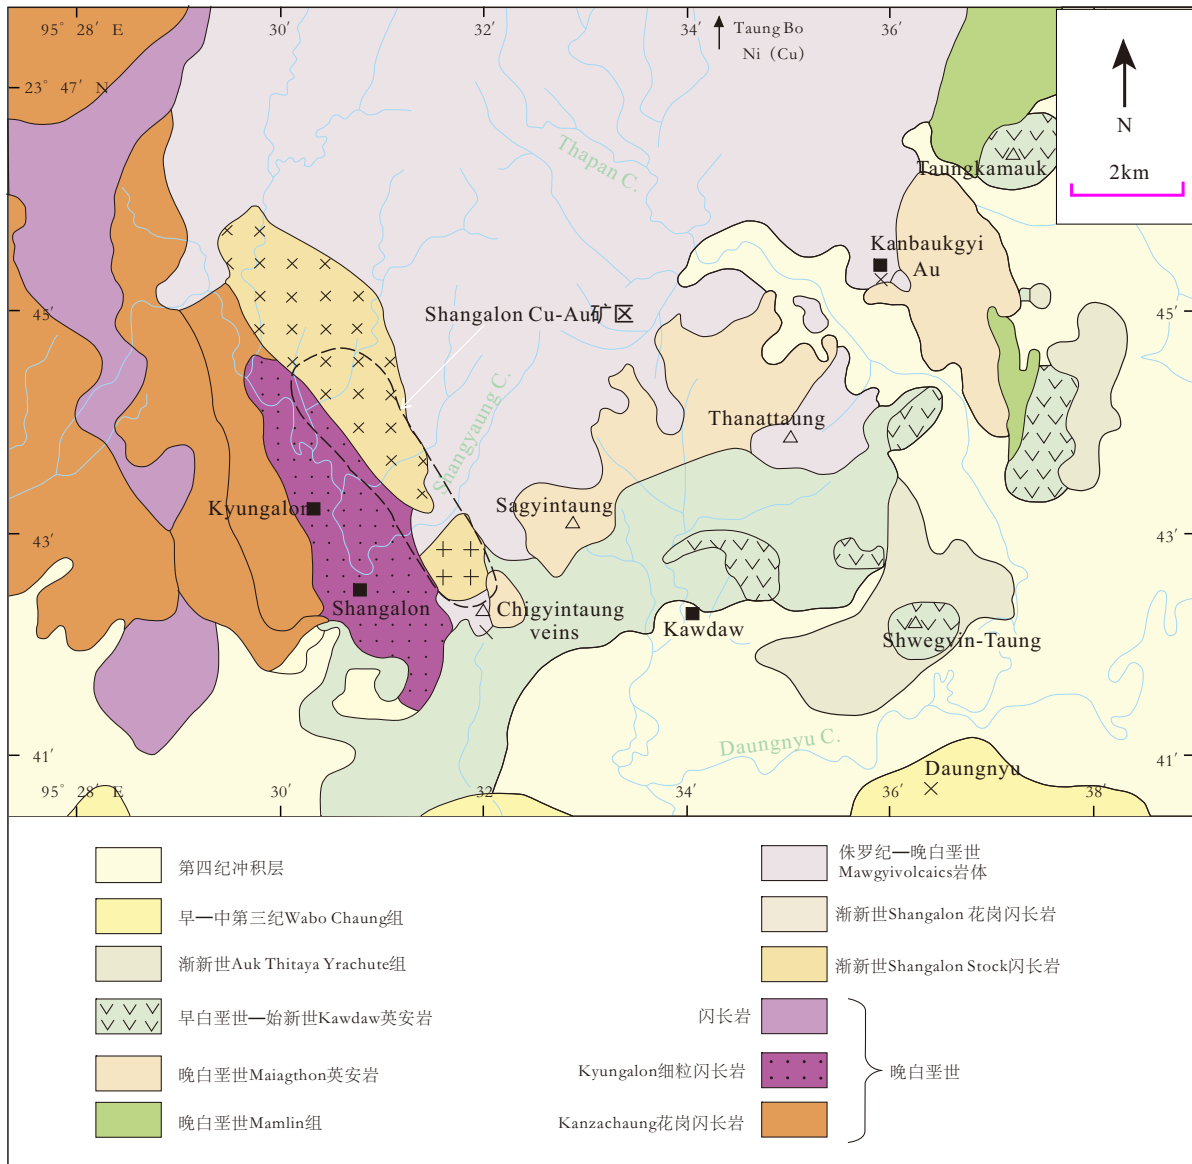 95° 28′ E
30′
32′
34′
36′
Taung Bo
Ni（Cu）
23° 47′ N
N
2km
Thapan C.
Taungkamauk
Kanbaukgyi
Au
45′
45′
Shangalon Cu-Au矿区
Shangyaung C.
Thanattaung
Kyungalon
Sagyintaung
43′
43′
Shangalon
Chigyintaung
veins
Kawdaw
Shwegvin-Taung
Daungnyu C.
41′
41′
Daungnyu
95° 28′ E
30′
32′
34′
36′
38′
第四纪冲积层
早一中第三纪Wabo Chaung组
渐新世Auk Thitaya Yrachute组
早白垩世—始新世Kawdaw英安岩
晚白垩世Maiagthon英安岩
晚白垩世Mamlin组
侏罗纪—晚白垩世
Mawgyivolcaics岩体
渐新世Shangalon 花岗闪长岩
渐新世Shangalon Stock闪长岩
闪长岩
Kyungalon细粒闪长岩
Kanzachaung花岗闪长岩
晚白垩世